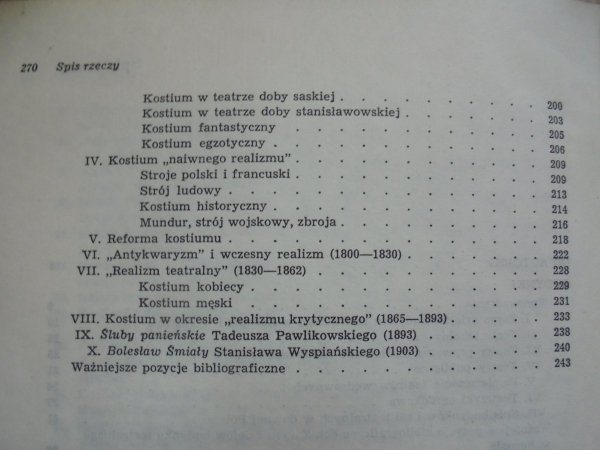 270 Spis rzeczy
Kostium w teatrze doby saskiej . . . . . . . . 200
Kostium w teatrze doby stanisławowskiej . . . . . 203
Kostium fantastyczny . . . . . . . . . . 205
Kostium egzotyczny . . . . . . . . . . 206
IV. Kostium „naiwnego realizmu” . . . . . . . . . 209
Stroje polski i francuski . . . . . . . . . 209
Strój ludowy . . . . . . . . . . . . 213
Kostium historyczny . . . . . . . . . . 214
Mundur, strój wojskowy, zbroja . . . . . . . 216
V. Reforma kostiumu . . . . . . . . . . . 218
VI. „Antykwaryzm” i wczesny realizm (1800—1830) . . . . 222
VII. „Realizm teatralny” (1830—1862) . . . . . . . . 228
Kostium kobiecy . . . . . . . . . . . 229
Kostium męski . . . . . . . . . . . 231
VIII. Kostium w okresie „realizmu krytycznego” (1865—1893) . . . 233
IX. Śluby panieńskie Tadeusza Pawlikowskiego (1893) . . . . 238
X. Bolesław Śmiały Stanisława Wyspiańskiego (1903) . . . . 240
Ważniejsze pozycje bibliograficzne . . . . . . . . . 243